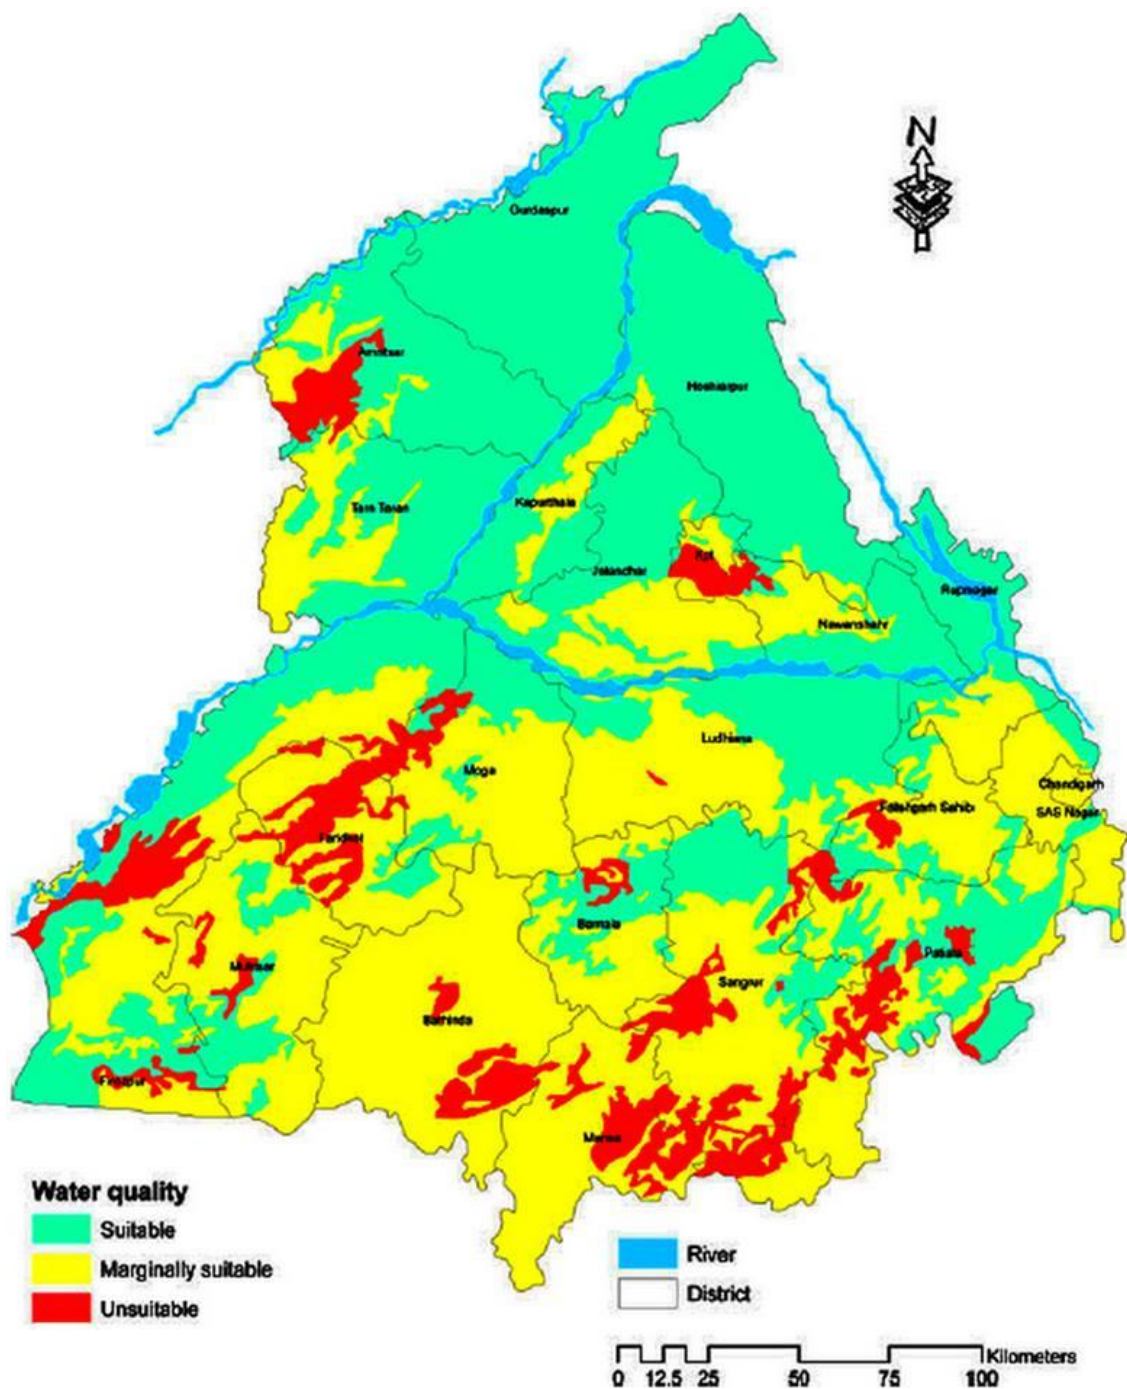 N
Gurdaspur
Amritsar
Hoshiarpur
Tarn Taran
Kapurthala
Kpt
Jalandhar
Rupnagar
Nawanshahr
Ludhiana
Moga
Chandigarh
Fatehgarh Sahib
SAS Nagar
Faridkot
Barnala
Patiala
Muktsar
Sangrur
Bathinda
Firozpur
Mansa
Water quality
Suitable
Marginally suitable
Unsuitable
River
District
Kilometers
0 12.5 25 50 75 100